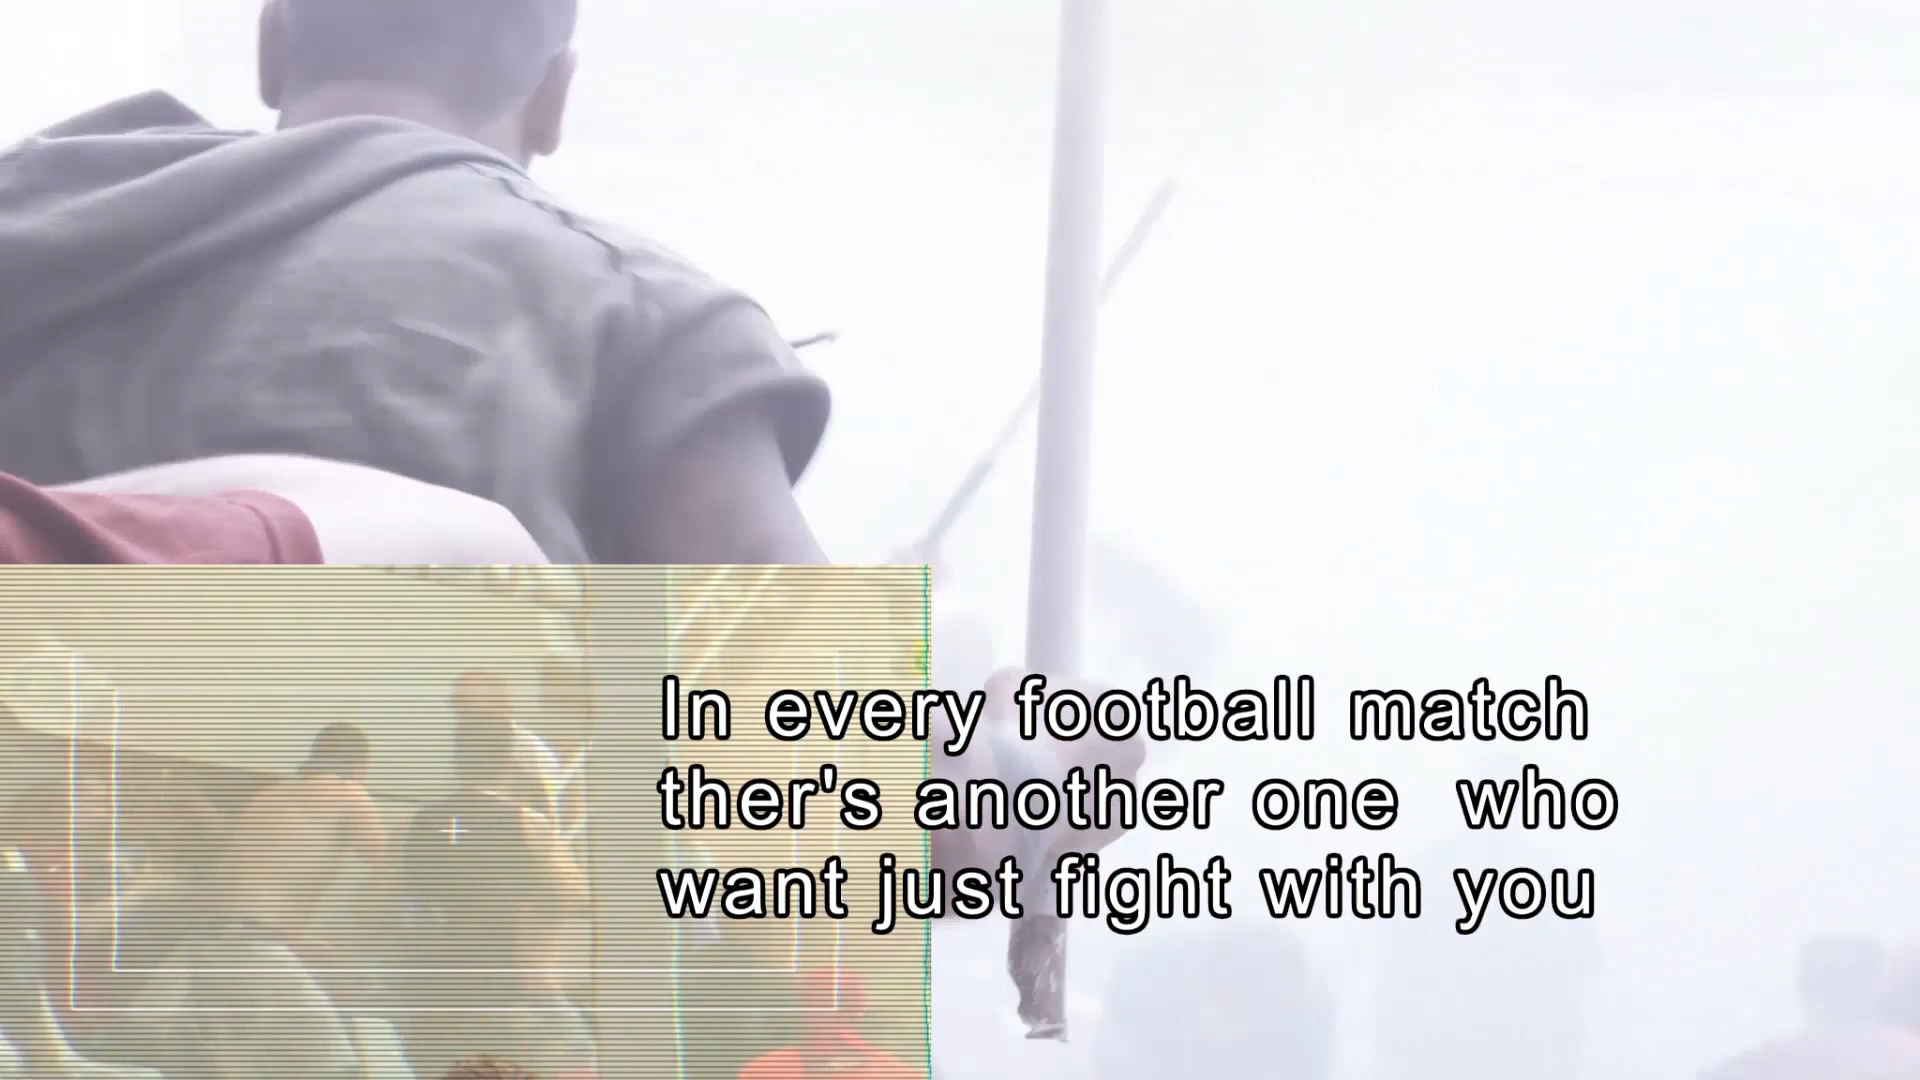 In every football match
ther's another one  who
want just fight with you